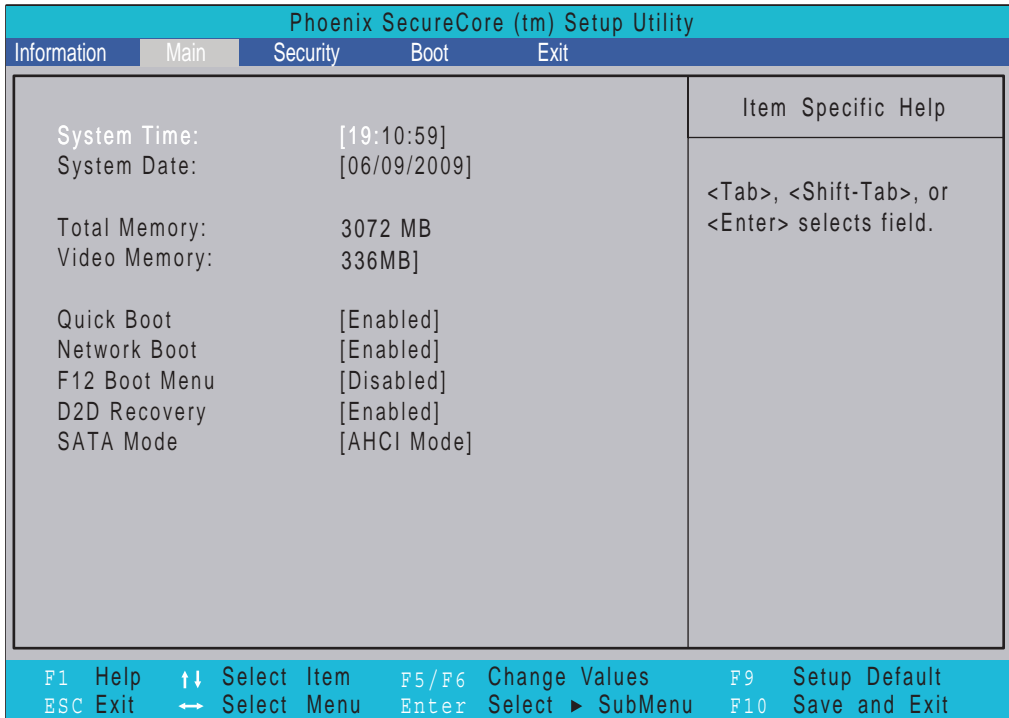 Phoenix SecureCore (tm) Setup Utility
Information Main Security Boot Exit
Item Specific Help
System Time: [19:10:59]
System Date: [06/09/2009]
<Tab>, <Shift-Tab>, or
<Enter> selects field.
Total Memory: 3072 MB
Video Memory: 336MB]
Quick Boot [Enabled]
Network Boot [Enabled]
F12 Boot Menu [Disabled]
D2D Recovery [Enabled]
SATA Mode [AHCI Mode]
F1 Help ↑↓ Select Item F5/F6 Change Values F9 Setup Default
ESC Exit ↔ Select Menu Enter Select ► SubMenu F10 Save and Exit